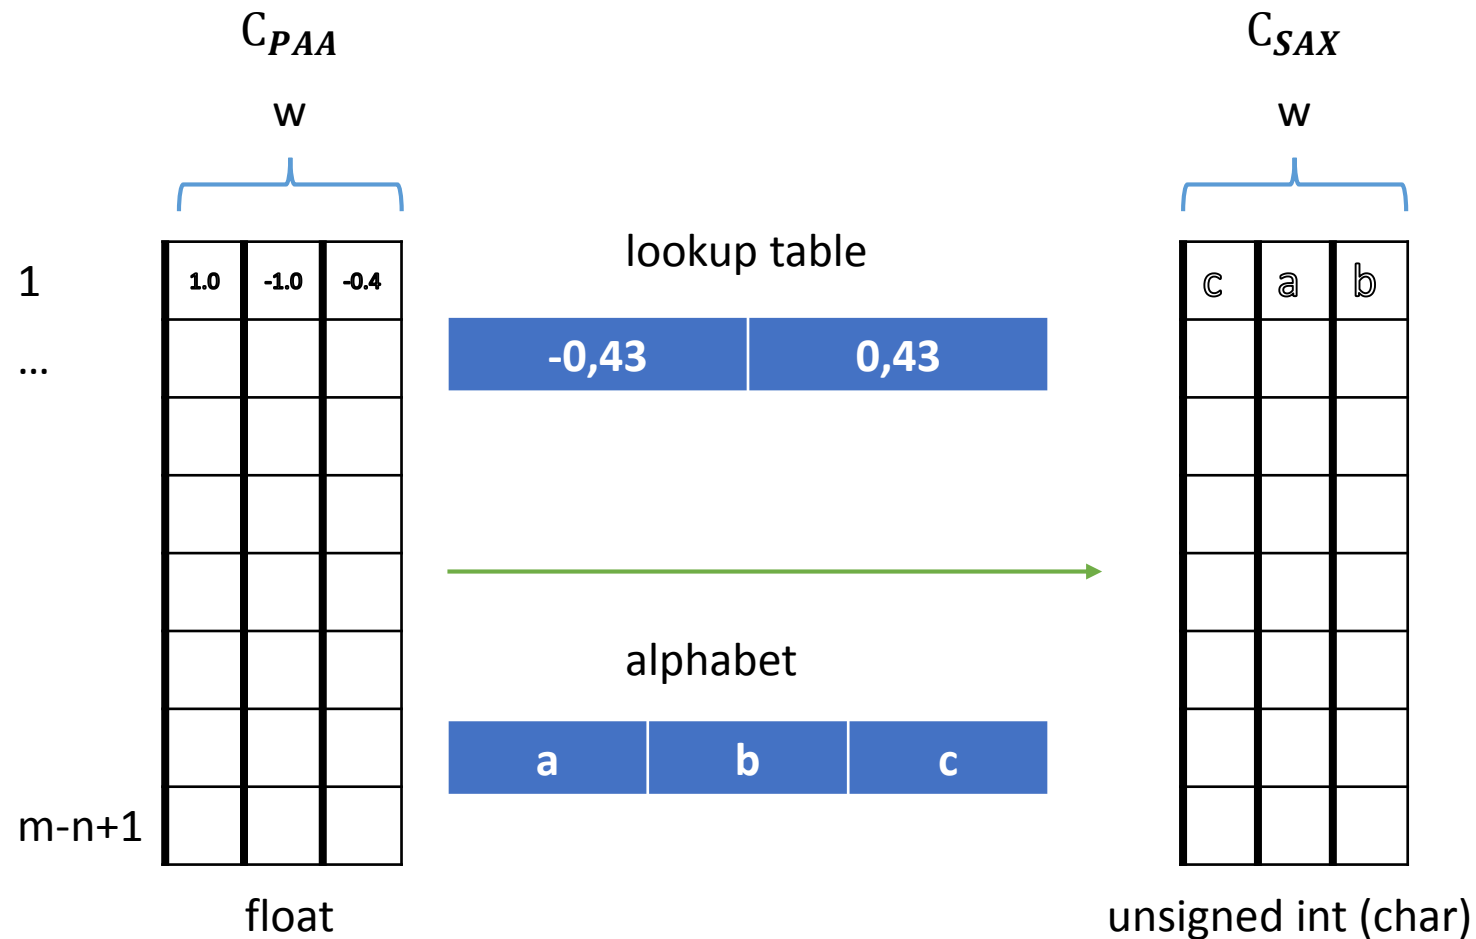 C_PAA C_SAX
w w
lookup table
1 1.0 -1.0 -0.4 c a b
-0,43 0,43
...
alphabet
a b c
m-n+1
float unsigned int (char)